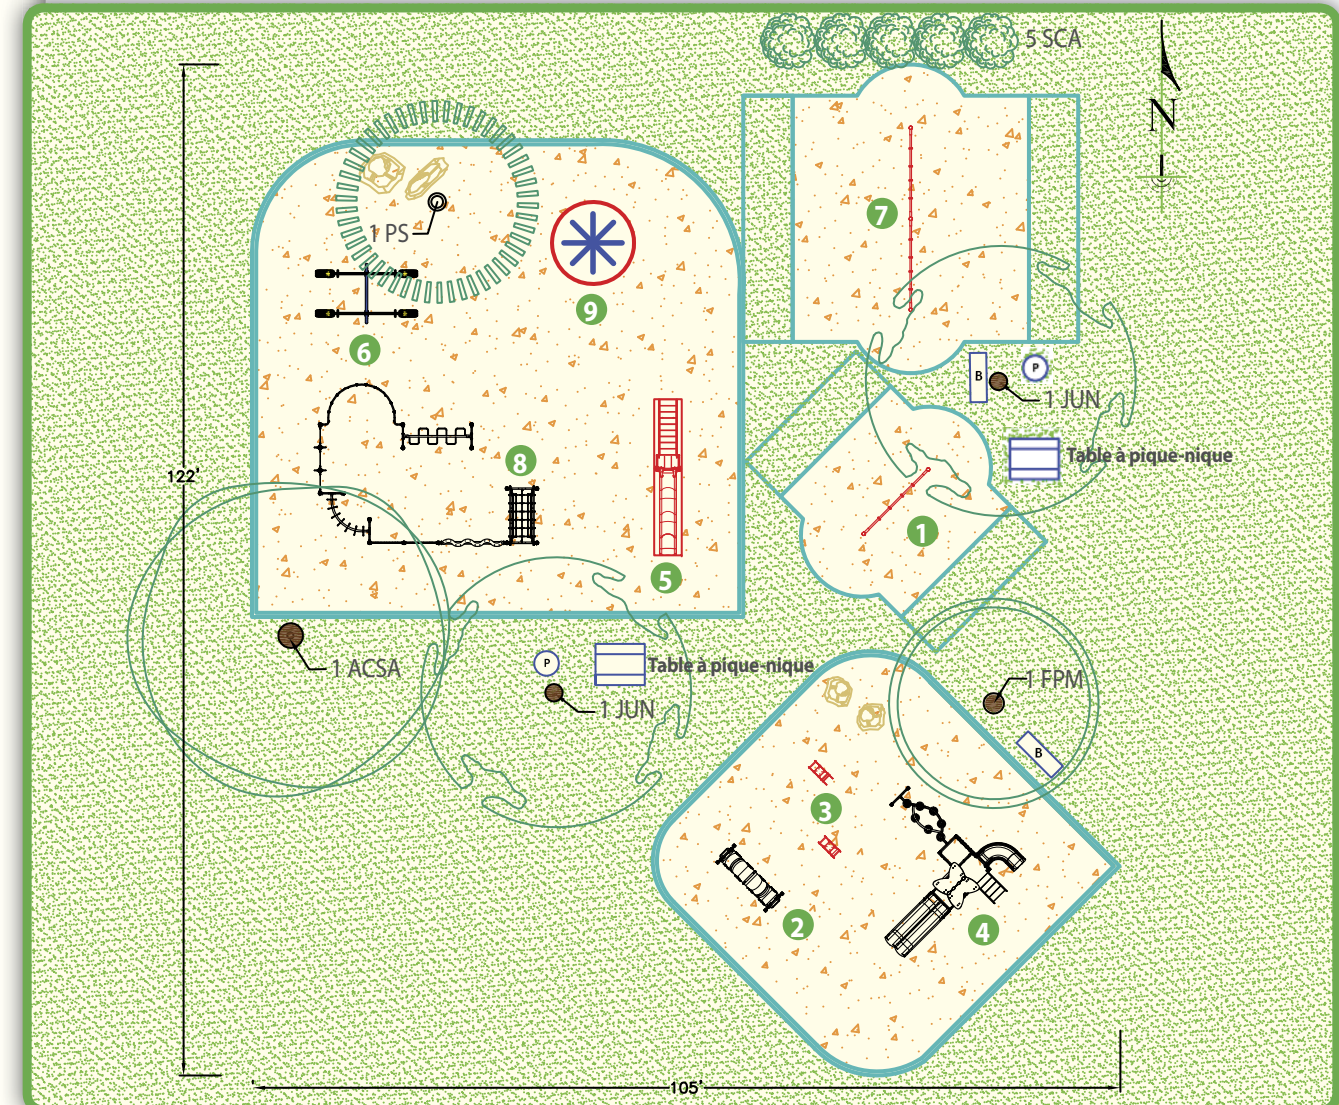 5 SCA
N
7
1 PS
9
6
B
P
1 JUN
Table à pique-nique
8
122'
1
5
1 ACSA
P
Table à pique-nique
1 JUN
1 FPM
B
3
2
4
105'